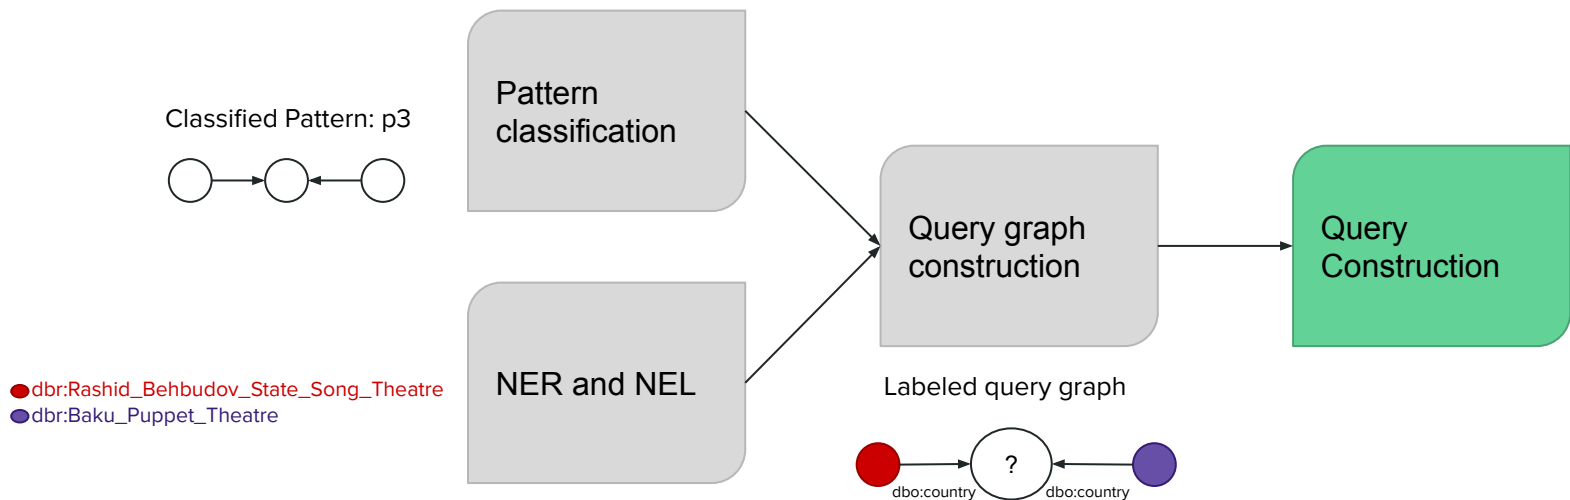 Classified Pattern: p3
Pattern
classification
NER and NEL
dbr:Rashid_Behbudov_State_Song_Theatre
dbr:Baku_Puppet_Theatre
Query graph
construction
Query
Construction
Labeled query graph
?
dbo:country
dbo:country